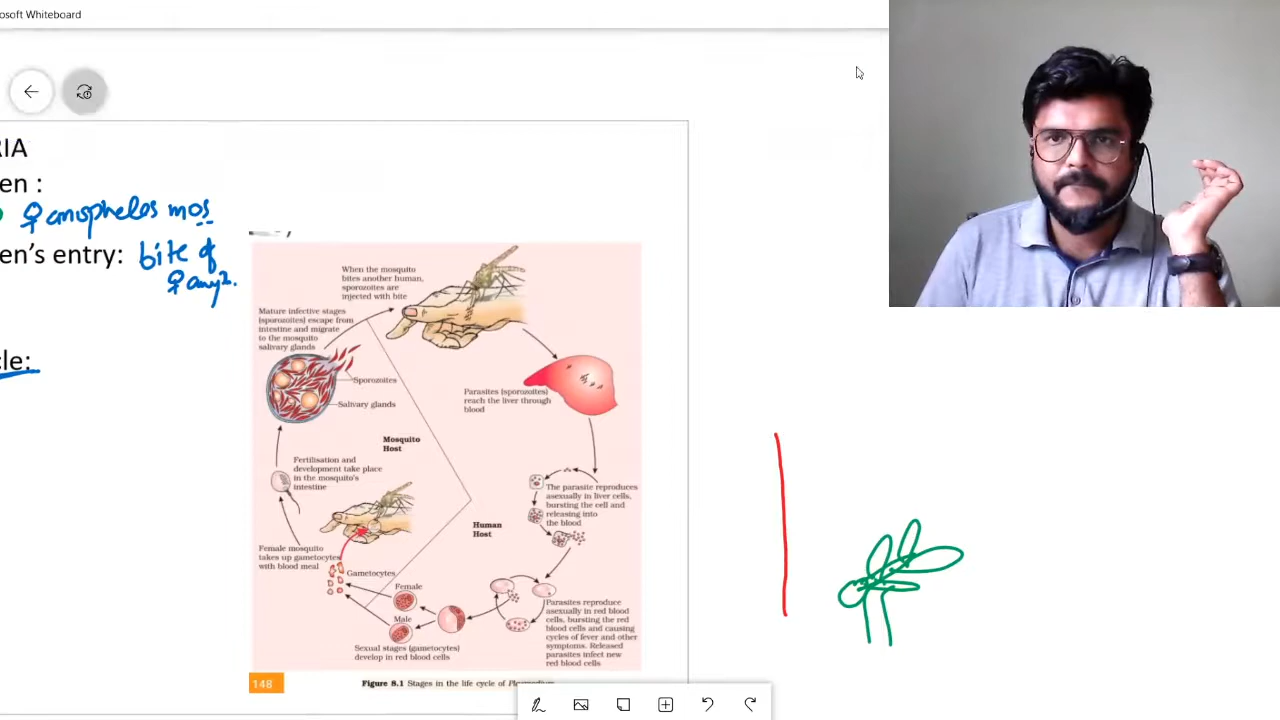 osoft Whiteboard
RIA
en :
♀ anopheles mos
en's entry: bite of
♀
cle:
When the mosquito
bites another human,
sporozoites are
injected with bite
Mature infective stages
(sporozoites) escape from
intestine and migrate
to the mosquito
salivary glands
Sporozoites
Salivary glands
Parasites (sporozoites)
reach the liver through
blood
Mosquito
Host
Fertilisation and
development take place
in the mosquito's
intestine
The parasite reproduces
asexually in liver cells,
bursting the cell and
releasing into
the blood
Human
Host
Female mosquito
takes up gametocytes
with blood meal
Gametocytes
Female
Male
Parasites reproduce
asexually in red blood
cells, bursting the red
blood cells and causing
cycles of fever and other
symptoms. Released
parasites infect new
red blood cells
Sexual stages (gametocytes)
develop in red blood cells
148
Figure 8.1 Stages in the life cycle of